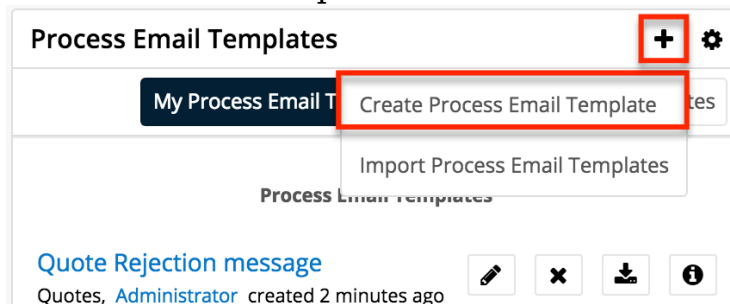 Process Email Templates
My Process Email T
Create Process Email Template
tes
Import Process Email Templates
Process Email Templates
Quote Rejection message
Quotes, Administrator created 2 minutes ago